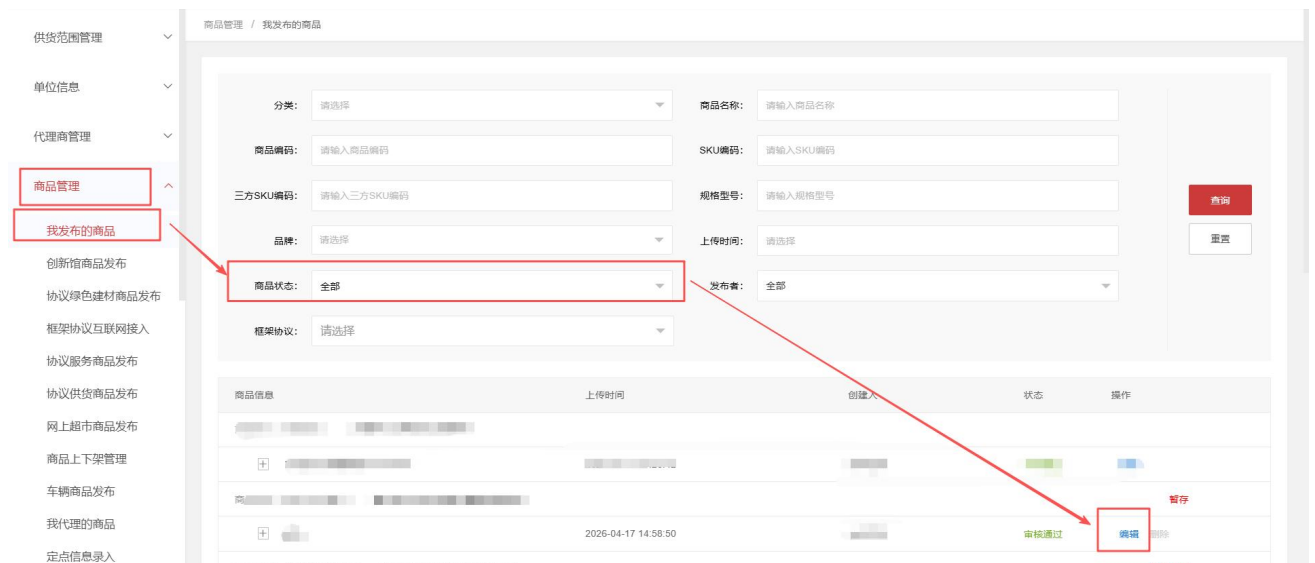 商品管理 / 我发布的商品
供货范围管理
单位信息
代理商管理
商品管理
我发布的商品
创新馆商品发布
协议绿色建材商品发布
框架协议互联网接入
协议服务商品发布
协议供货商品发布
网上超市商品发布
商品上下架管理
车辆商品发布
我代理的商品
定点信息录入
分类： 请选择 商品名称： 请输入商品名称
商品编码： 请输入商品编码 SKU编码： 请输入SKU编码
三方SKU编码： 请输入三方SKU编码 规格型号： 请输入规格型号
品牌： 请选择 上传时间： 请选择
商品状态： 全部 发布者： 全部
框架协议： 请选择
查询
重置
商品信息 上传时间 创建人 状态 操作
商
暂存
2026-04-17 14:58:50 审核通过 编辑 删除